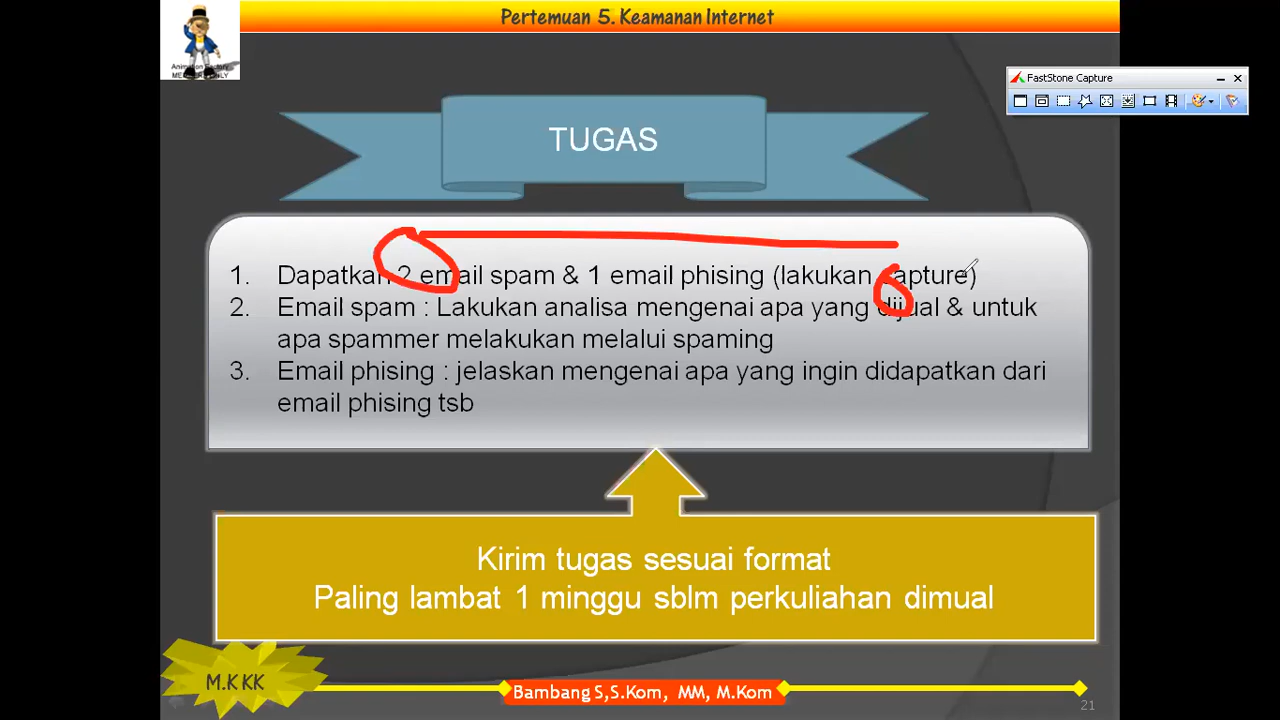 Pertemuan 5. Keamanan Internet
FastStone Capture
TUGAS
1. Dapatkan 2 email spam & 1 email phising (lakukan capture)
2. Email spam : Lakukan analisa mengenai apa yang dijual & untuk
apa spammer melakukan melalui spaming
3. Email phising : jelaskan mengenai apa yang ingin didapatkan dari
email phising tsb
Kirim tugas sesuai format
Paling lambat 1 minggu sblm perkuliahan dimual
M.KKK
Bambang S,S.Kom, MM, M.Kom
21